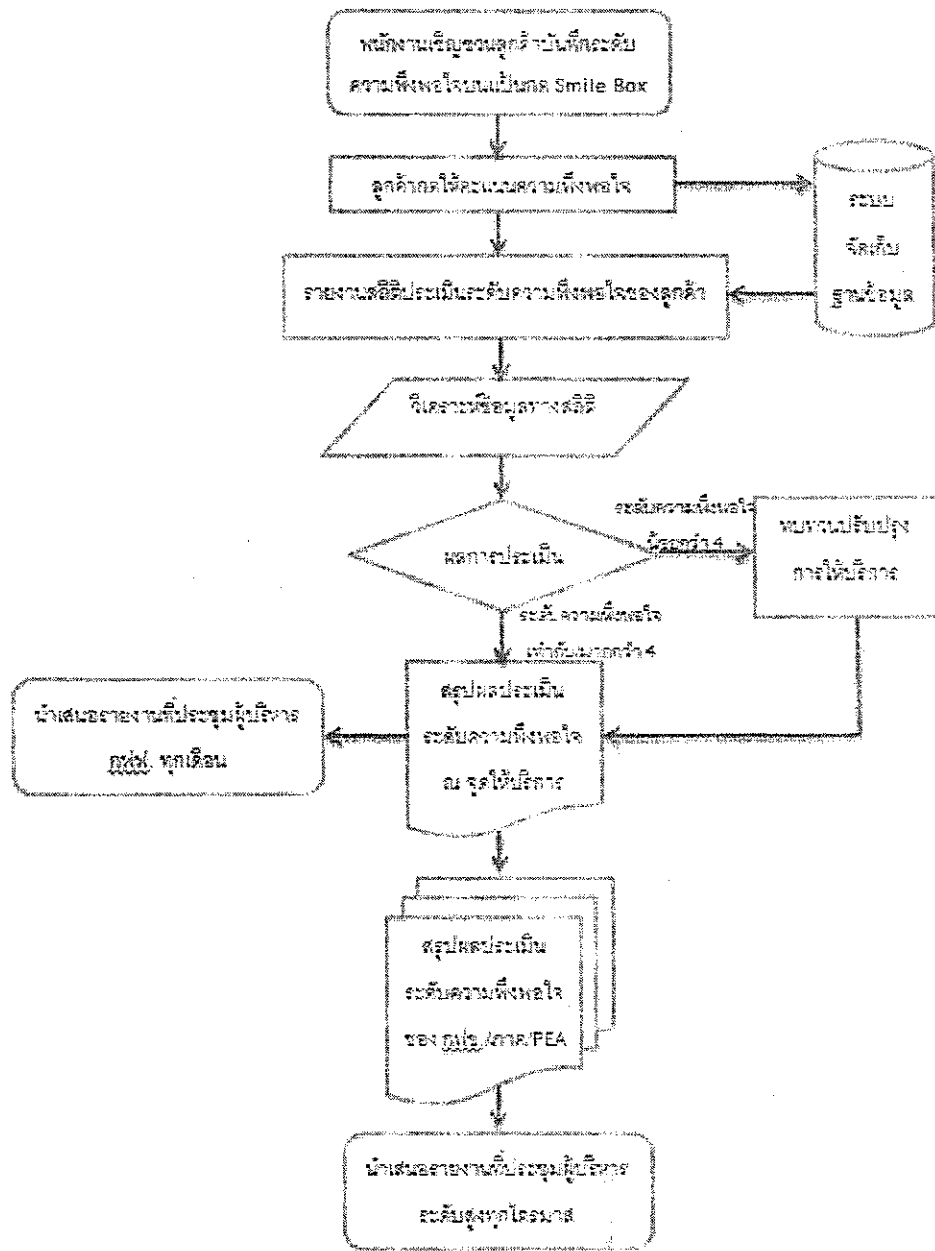 พนักงานเชิญชวนลูกค้าบันทึกระดับ
ความพึงพอใจบนแป้นกด Smile Box
ลูกค้ากดให้คะแนนความพึงพอใจ
ระบบ
จัดเก็บ
ฐานข้อมูล
รายงานสถิติประเมินระดับความพึงพอใจของลูกค้า
วิเคราะห์ข้อมูลทางสถิติ
ผลการประเมิน
ระดับความพึงพอใจ
น้อยกว่า 4
ทบทวนปรับปรุง
การให้บริการ
ระดับความพึงพอใจ
เท่ากับ/มากกว่า 4
สรุปผลประเมิน
ระดับความพึงพอใจ
ณ จุดให้บริการ
นำเสนอรายงานที่ประชุมผู้บริหาร
กฟฟ. ทุกเดือน
สรุปผลประเมิน
ระดับความพึงพอใจ
ของ กฟข./ภาค/PEA
นำเสนอรายงานที่ประชุมผู้บริหาร
ระดับสูงทุกไตรมาส